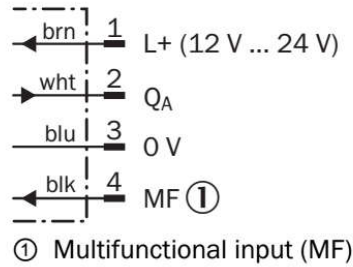 brn 1 L+ (12 V ... 24 V)
wht 2 QA
blu 3 0 V
blk 4 MF ①
① Multifunctional input (MF)